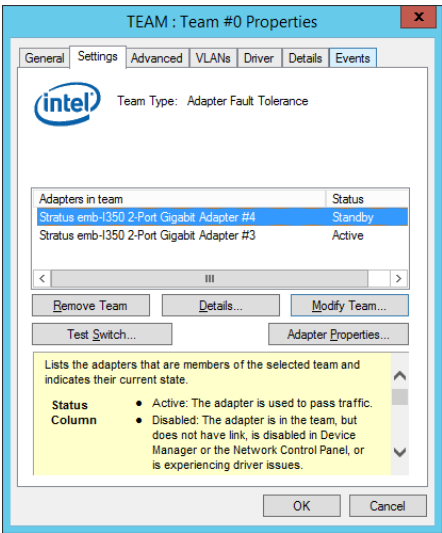 TEAM : Team #0 Properties
x
General Settings Advanced VLANs Driver Details Events
intel
Team Type: Adapter Fault Tolerance
Adapters in team Status
Stratus emb-I350 2-Port Gigabit Adapter #4 Standby
Stratus emb-I350 2-Port Gigabit Adapter #3 Active
Remove Team Details... Modify Team...
Test Switch... Adapter Properties...
Lists the adapters that are members of the selected team and
indicates their current state.
Status • Active: The adapter is used to pass traffic.
Column • Disabled: The adapter is in the team, but
does not have link, is disabled in Device
Manager or the Network Control Panel, or
is experiencing driver issues.
OK Cancel